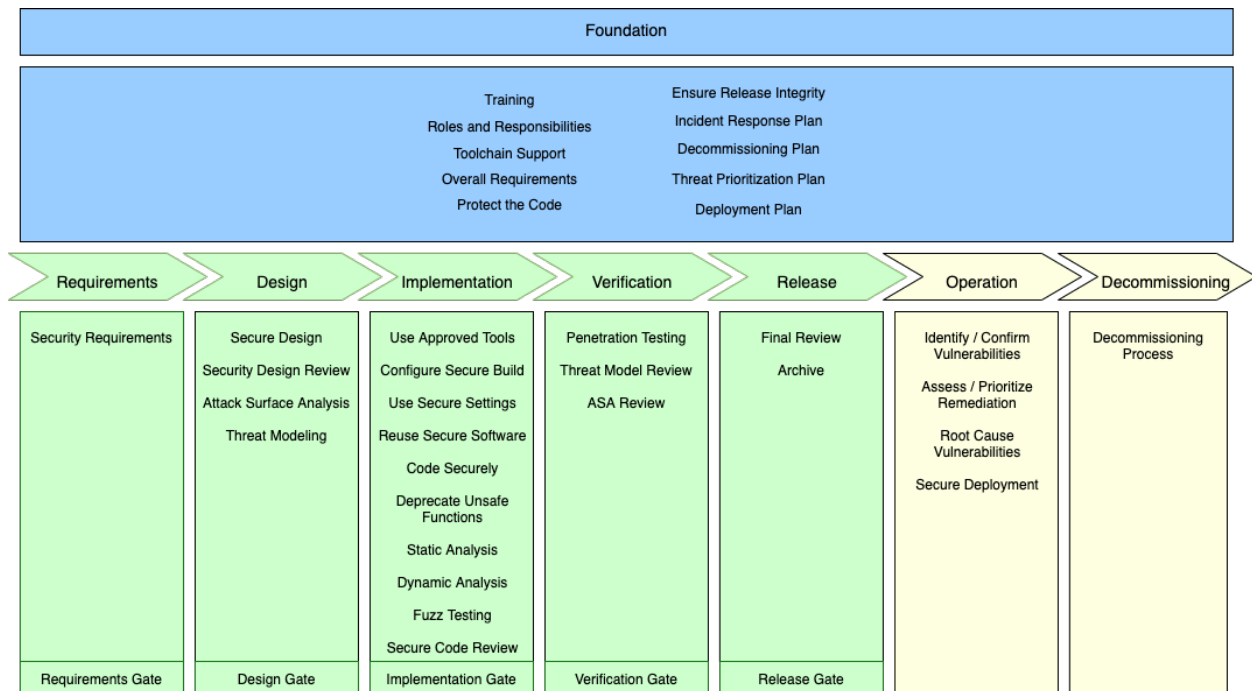 Foundation
Training
Roles and Responsibilities
Toolchain Support
Overall Requirements
Protect the Code
Ensure Release Integrity
Incident Response Plan
Decommissioning Plan
Threat Prioritization Plan
Deployment Plan
Requirements
Design
Implementation
Verification
Release
Operation
Decommissioning
Security Requirements
Requirements Gate
Secure Design
Security Design Review
Attack Surface Analysis
Threat Modeling
Design Gate
Use Approved Tools
Configure Secure Build
Use Secure Settings
Reuse Secure Software
Code Securely
Deprecate Unsafe
Functions
Static Analysis
Dynamic Analysis
Fuzz Testing
Secure Code Review
Implementation Gate
Penetration Testing
Threat Model Review
ASA Review
Verification Gate
Final Review
Archive
Release Gate
Identify / Confirm
Vulnerabilities
Assess / Prioritize
Remediation
Root Cause
Vulnerabilities
Secure Deployment
Decommissioning
Process